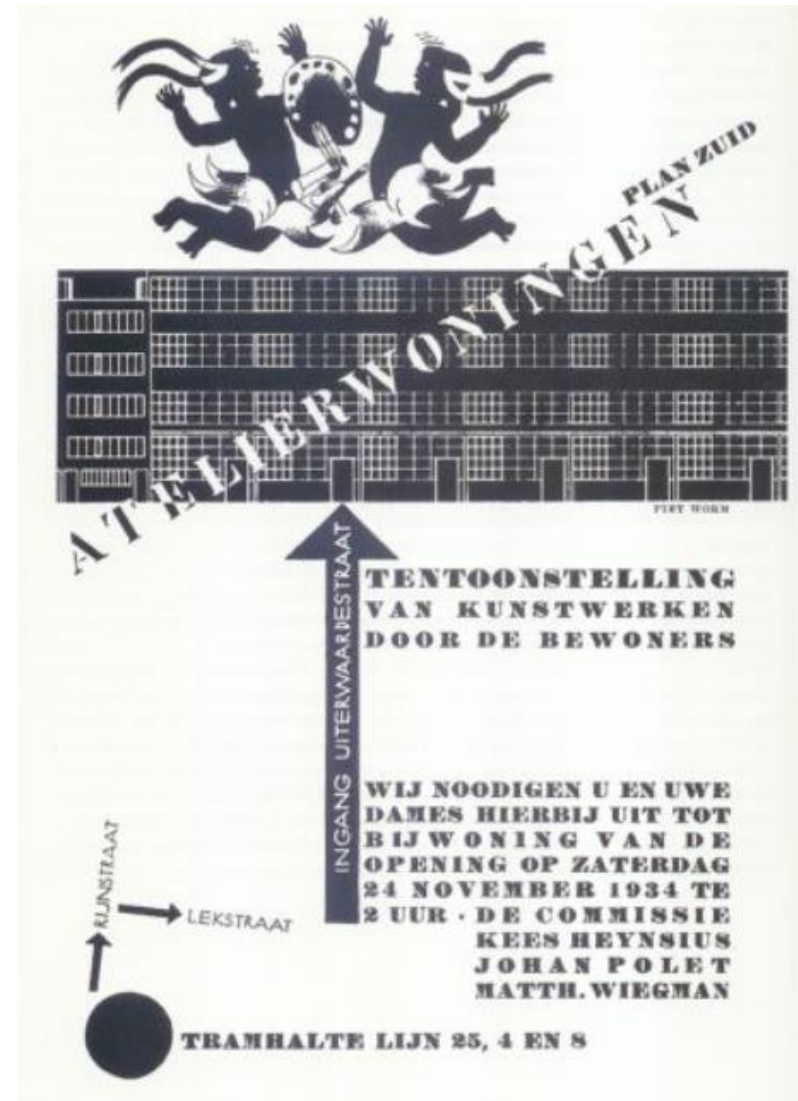 PLAN ZUID
ATELIERWONINGEN
PIET WORM
INGANG UITERWAARDESTRAAT
TENTOONSTELLING
VAN KUNSTWERKEN
DOOR DE BEWONERS
WIJ NOODIGEN U EN UWE
DAMES HIERBIJ UIT TOT
BIJWONING VAN DE
OPENING OP ZATERDAG
24 NOVEMBER 1934 TE
2 UUR · DE COMMISSIE
KEES HEYNSIUS
JOHAN POLET
MATTH. WIEGMAN
RIJNSTRAAT
LEKSTRAAT
TRAMHALTE LIJN 25, 4 EN 8